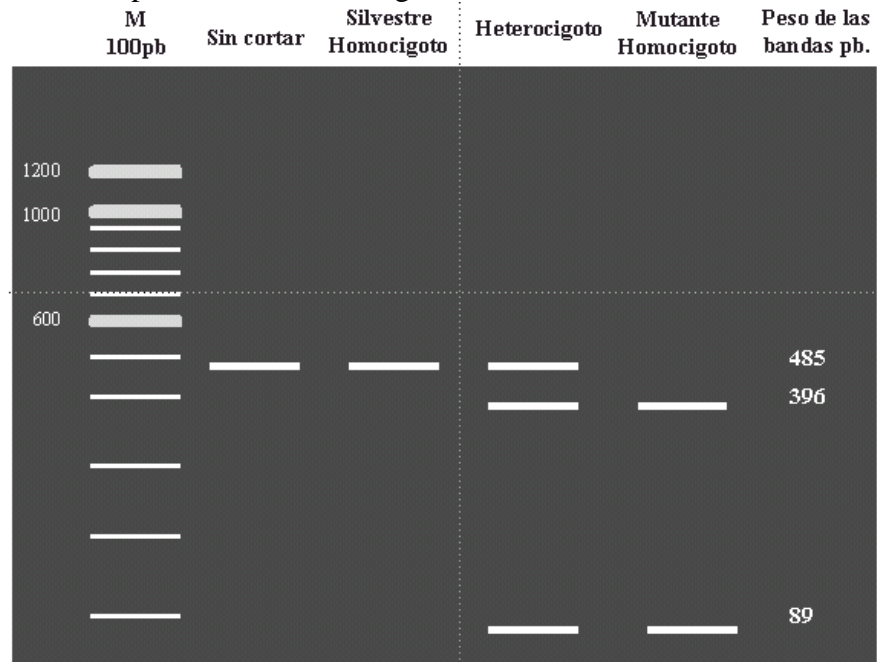 M
100pb
Sin cortar
Silvestre
Homocigoto
Heterocigoto
Mutante
Homocigoto
Peso de las
bandas pb.
1200
1000
600
485
396
89